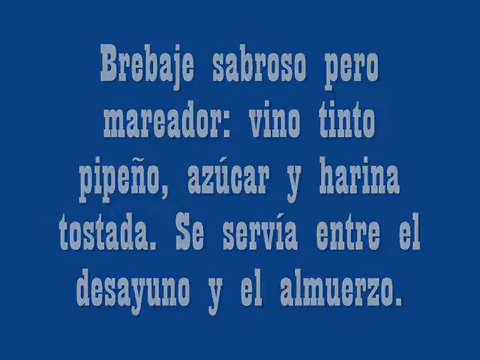 Brebaje sabroso pero
mareador: vino tinto
pipeño, azúcar y harina
tostada. Se servía entre el
desayuno y el almuerzo.